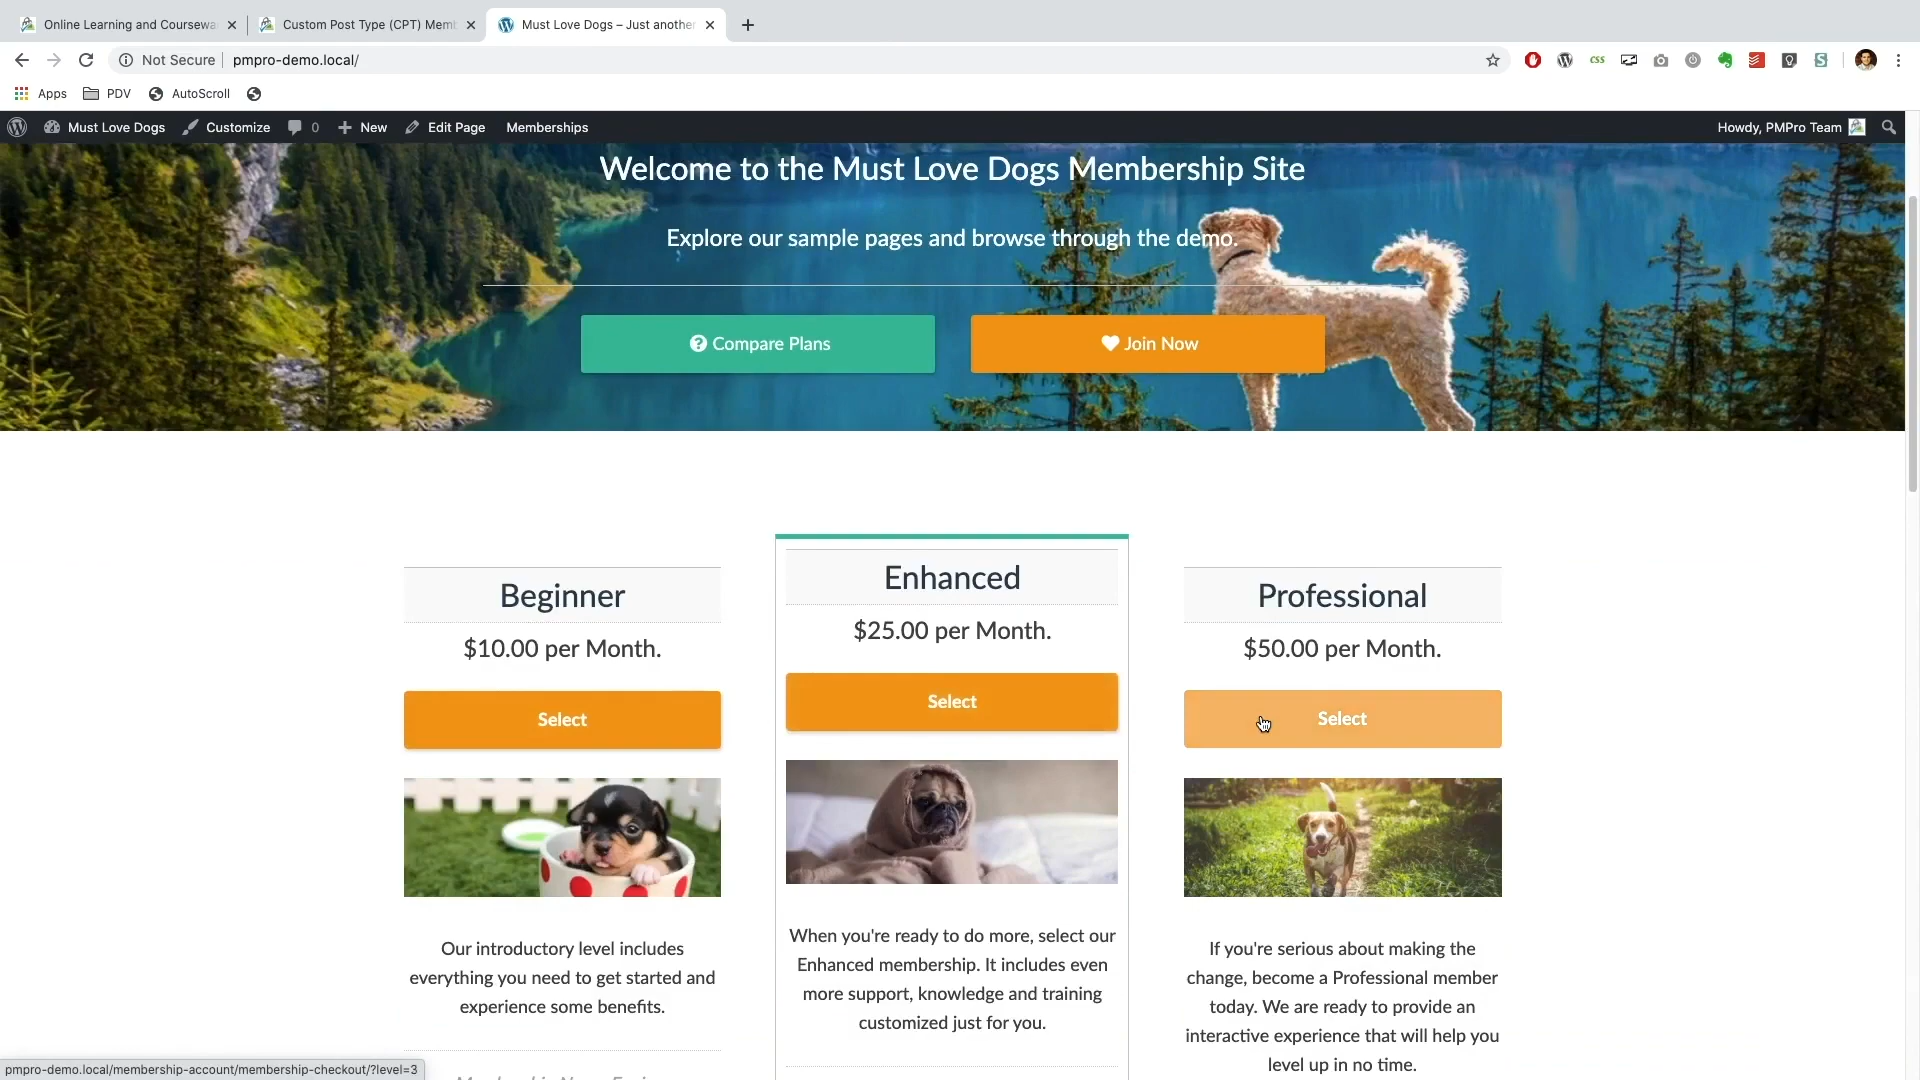 Online Learning and Coursewa
Custom Post Type (CPT) Memb
Must Love Dogs – Just another
Not Secure
pmpro-demo.local/
css
Apps
PDV
AutoScroll
Must Love Dogs
Customize
0
New
Edit Page
Memberships
Howdy, PMPro Team
Welcome to the Must Love Dogs Membership Site
Explore our sample pages and browse through the demo.
Compare Plans
Join Now
Beginner
$10.00 per Month.
Select
Our introductory level includes
everything you need to get started and
experience some benefits.
Enhanced
$25.00 per Month.
Select
When you're ready to do more, select our
Enhanced membership. It includes even
more support, knowledge and training
customized just for you.
Professional
$50.00 per Month.
Select
If you're serious about making the
change, become a Professional member
today. We are ready to provide an
interactive experience that will help you
level up in no time.
pmpro-demo.local/membership-account/membership-checkout/?level=3